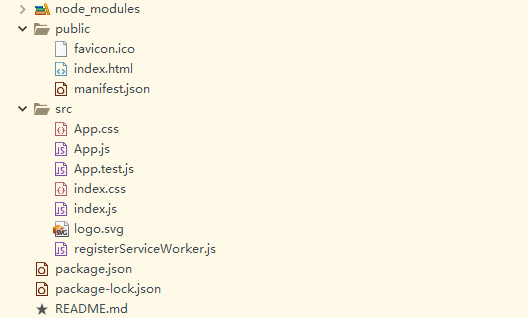 node_modules
public
favicon.ico
index.html
manifest.json
src
App.css
App.js
App.test.js
index.css
index.js
logo.svg
registerServiceWorker.js
package.json
package-lock.json
README.md